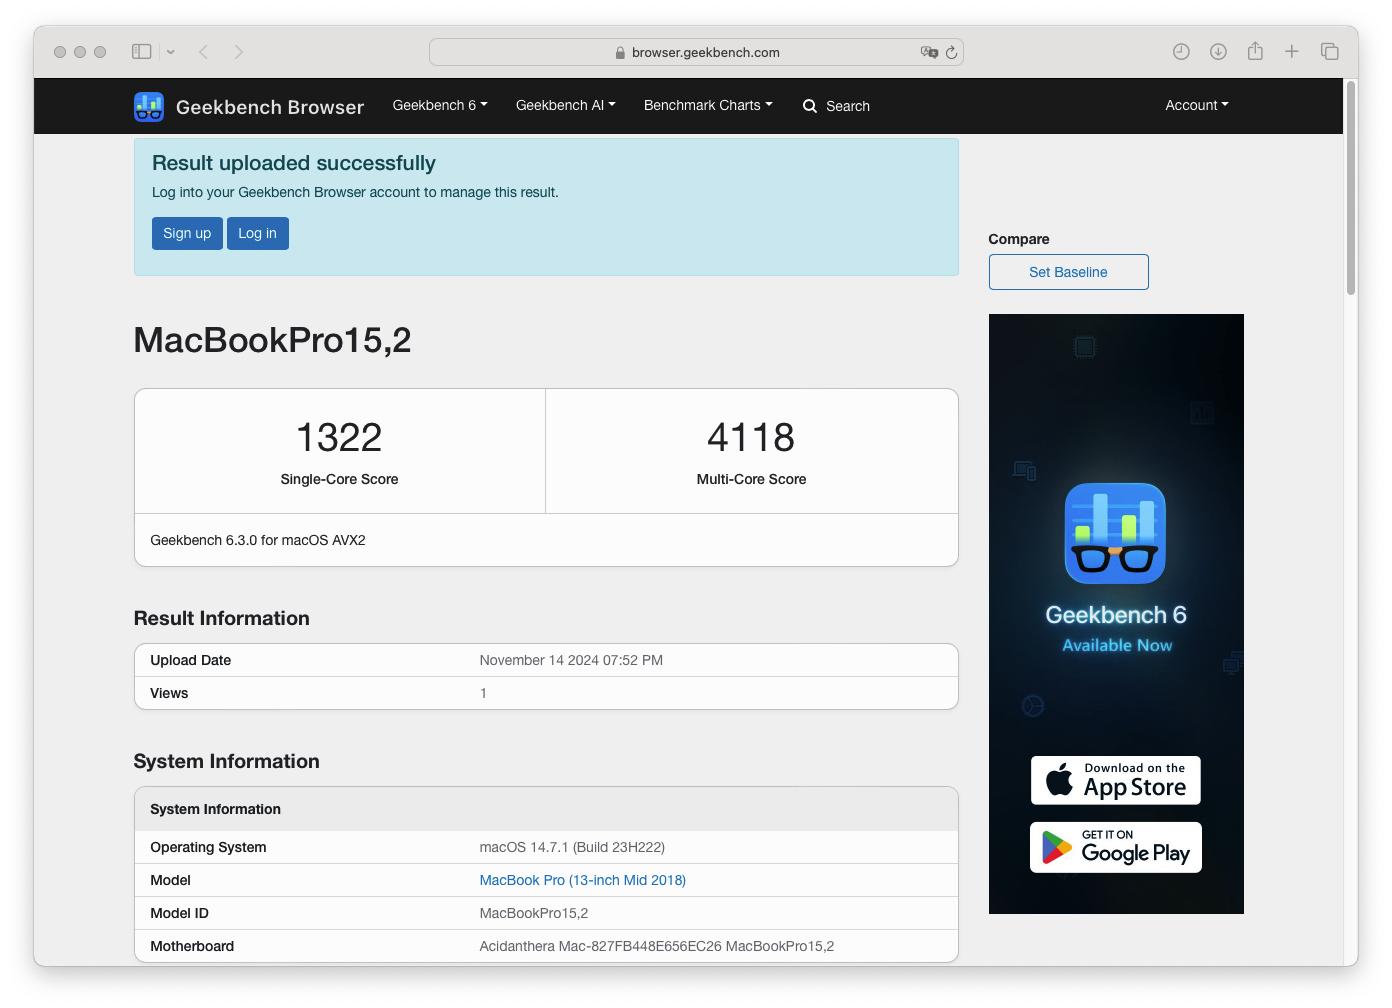 browser.geekbench.com
Geekbench Browser
Geekbench 6
Geekbench AI
Benchmark Charts
Search
Account
Result uploaded successfully
Log into your Geekbench Browser account to manage this result.
Sign up
Log in
Compare
Set Baseline
MacBookPro15,2
1322
Single-Core Score
4118
Multi-Core Score
Geekbench 6.3.0 for macOS AVX2
Result Information
Upload Date November 14 2024 07:52 PM
Views 1
System Information
System Information
Operating System macOS 14.7.1 (Build 23H222)
Model MacBook Pro (13-inch Mid 2018)
Model ID MacBookPro15,2
Motherboard Acidanthera Mac-827FB448E656EC26 MacBookPro15,2
Geekbench 6
Available Now
Download on the
App Store
GET IT ON
Google Play